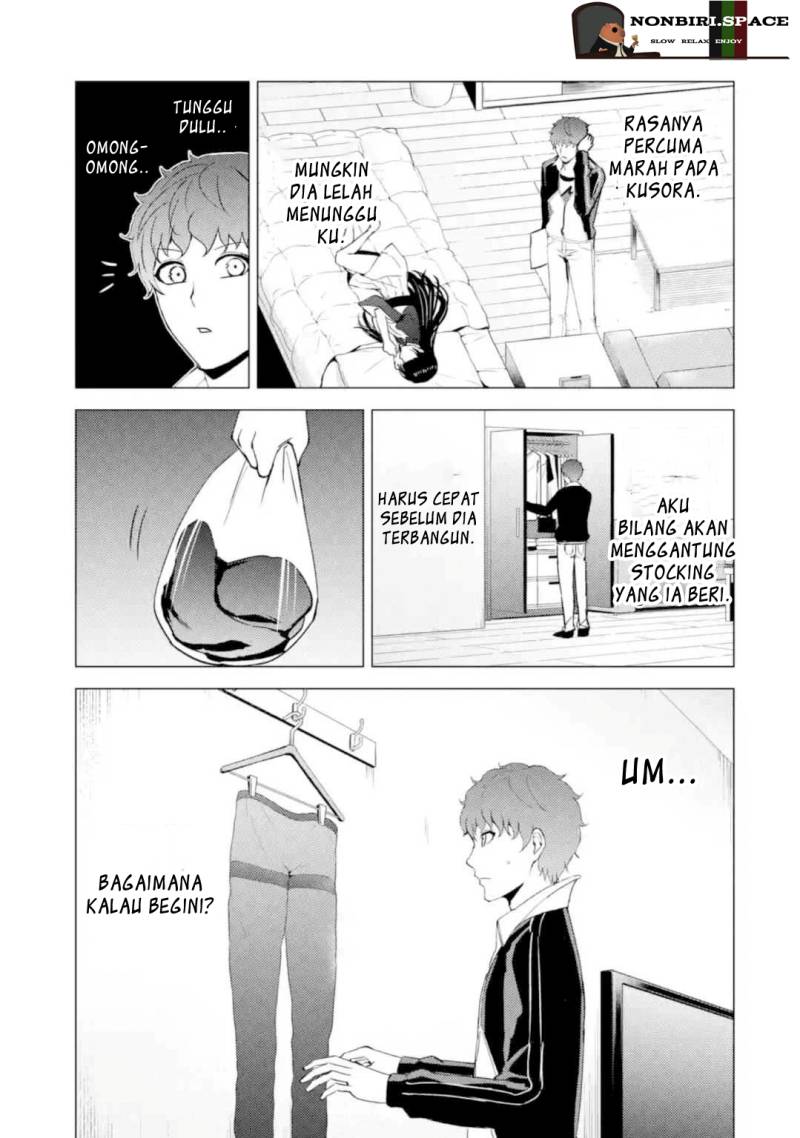 NONBIRI.SPACE
SLOW RELAX ENJOY
RASANYA
PERCUMA
MARAH PADA
KUSORA.
MUNGKIN
DIA LELAH
MENUNGGU
KU.
TUNGGU
DULU..
OMONG-
OMONG..
AKU
BILANG AKAN
MENGGANTUNG
STOCKING
YANG IA BERI.
HARUS CEPAT
SEBELUM DIA
TERBANGUN.
UM...
BAGAIMANA
KALAU BEGINI?